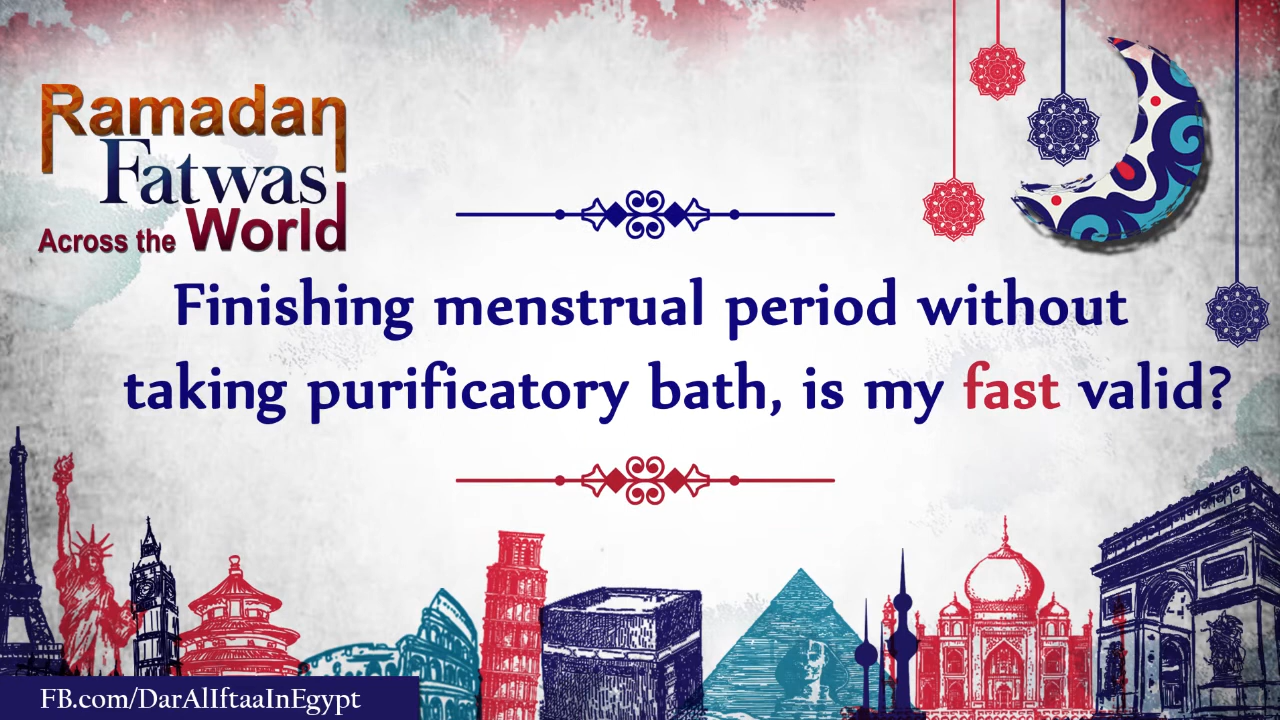 Ramadan
Fatwas
Across the World
Finishing menstrual period without
taking purificatory bath, is my fast valid?
FB.com/DarAlIftaaInEgypt